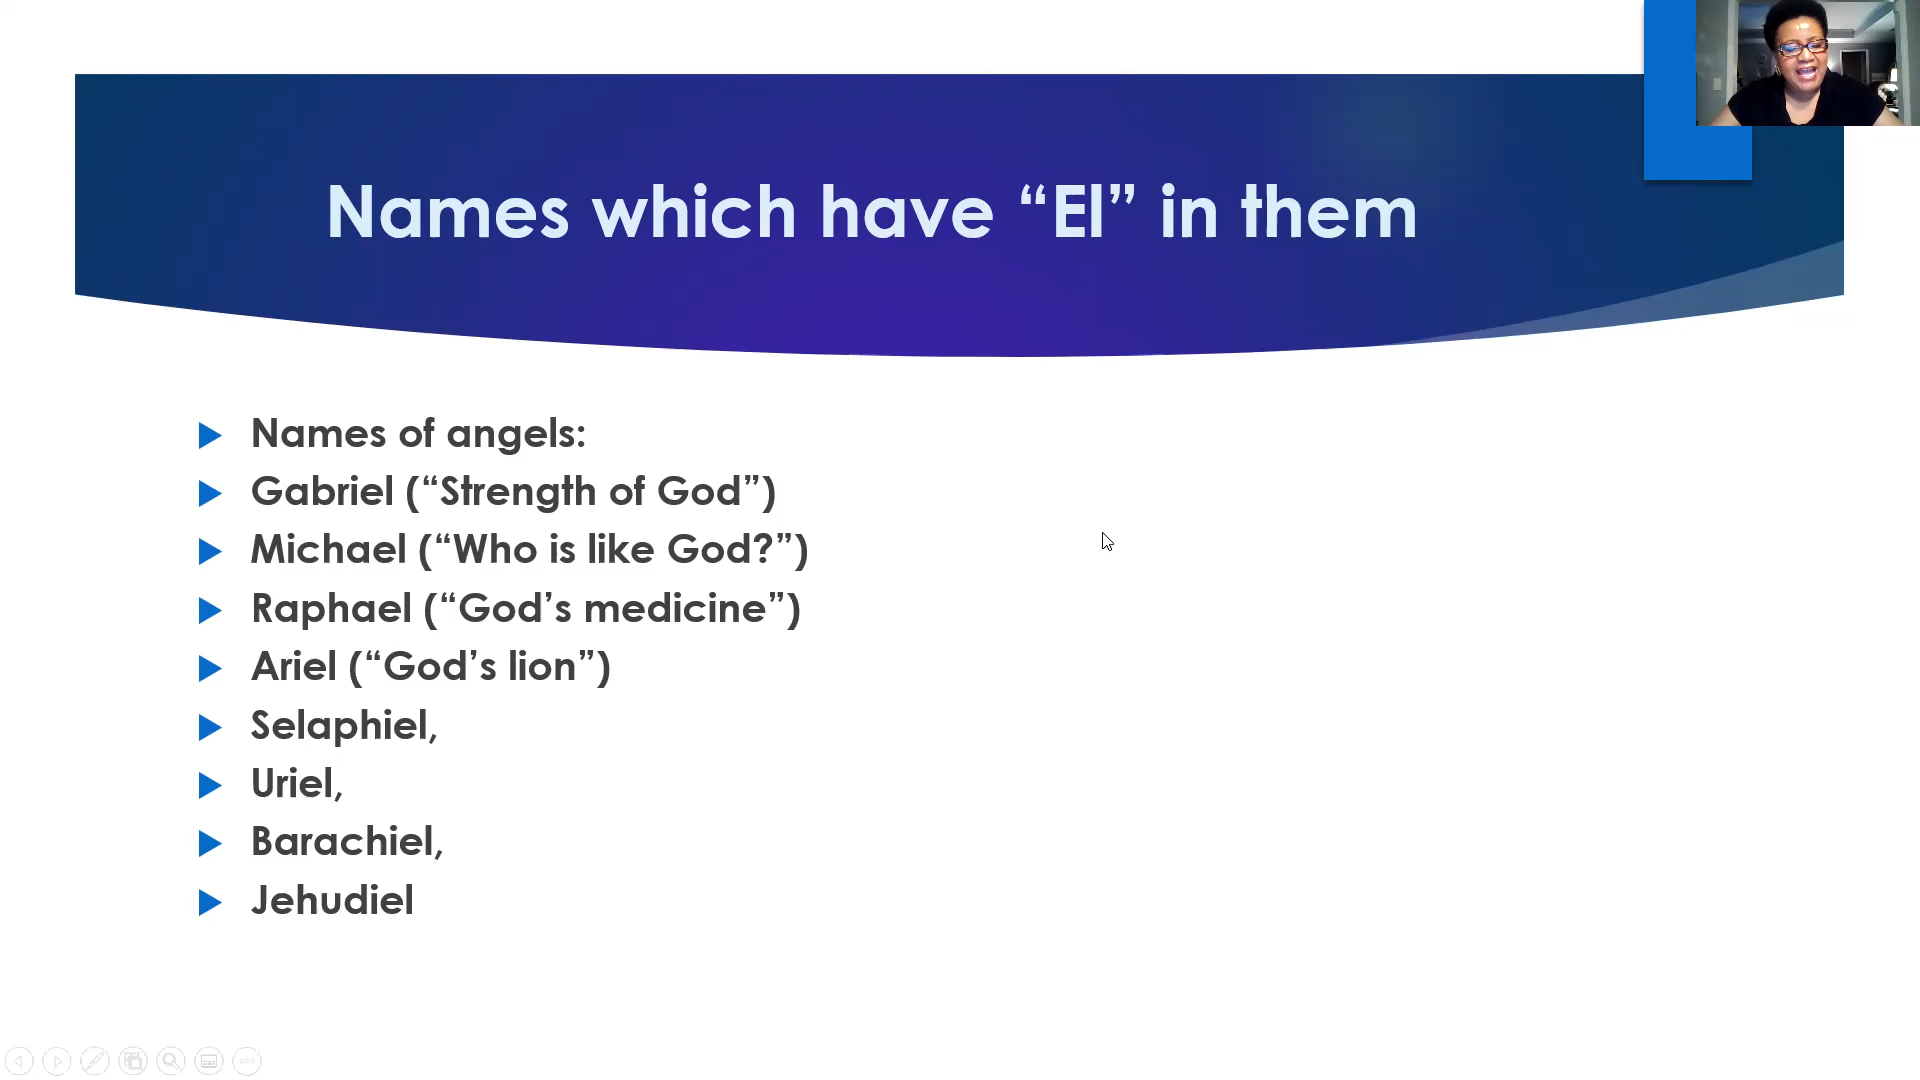 Names which have “El” in them
Names of angels:
Gabriel (“Strength of God”)
Michael (“Who is like God?”)
Raphael (“God’s medicine”)
Ariel (“God’s lion”)
Selaphiel,
Uriel,
Barachiel,
Jehudiel